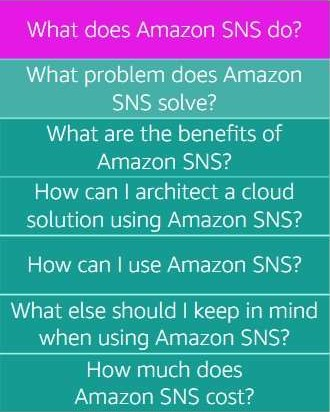 What does Amazon SNS do?
What problem does Amazon
SNS solve?
What are the benefits of
Amazon SNS?
How can I architect a cloud
solution using Amazon SNS?
How can I use Amazon SNS?
What else should I keep in mind
when using Amazon SNS?
How much does
Amazon SNS cost?